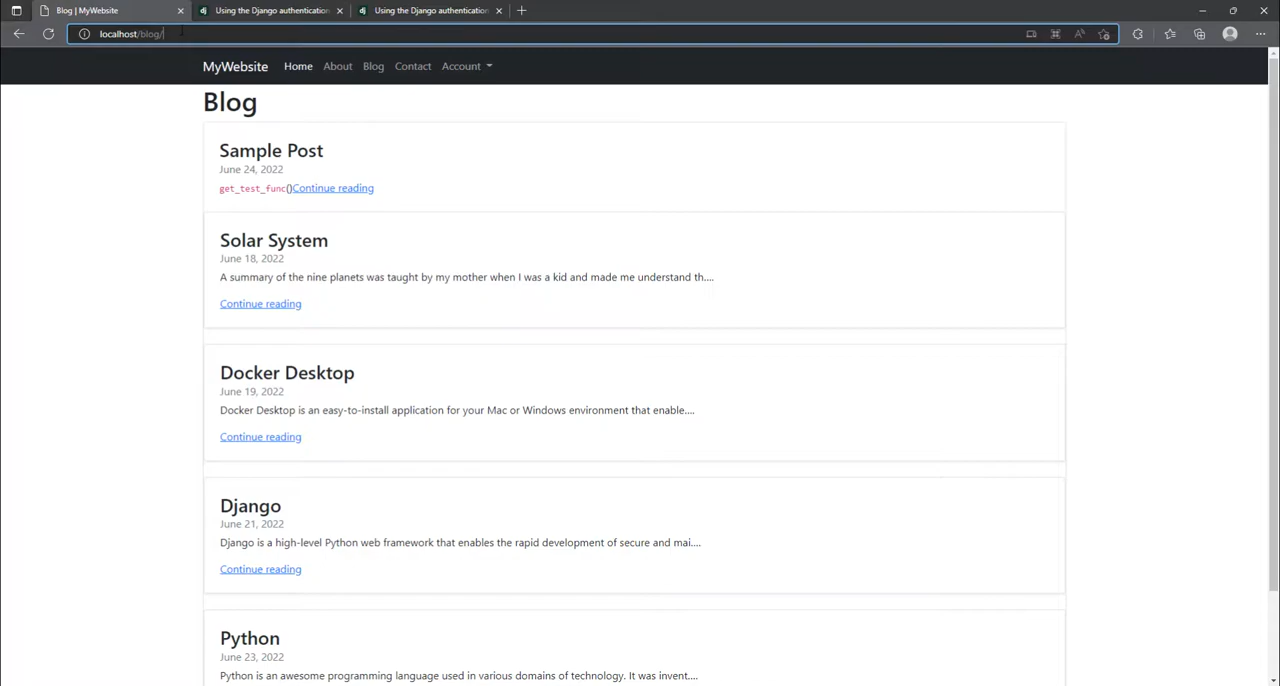 Blog | MyWebsite
Using the Django authentication
Using the Django authentication
localhost/blog/
MyWebsite Home About Blog Contact Account
Blog
Sample Post
June 24, 2022
get_test_func()Continue reading
Solar System
June 18, 2022
A summary of the nine planets was taught by my mother when I was a kid and made me understand th....
Continue reading
Docker Desktop
June 19, 2022
Docker Desktop is an easy-to-install application for your Mac or Windows environment that enable....
Continue reading
Django
June 21, 2022
Django is a high-level Python web framework that enables the rapid development of secure and mai....
Continue reading
Python
June 23, 2022
Python is an awesome programming language used in various domains of technology. It was invent....